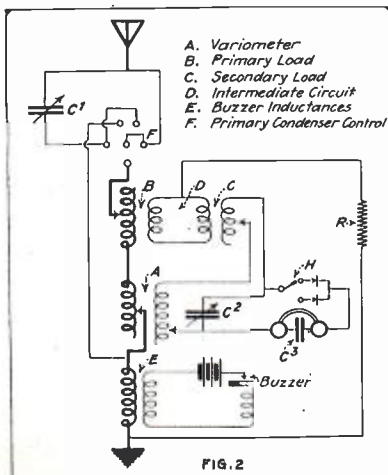 A. Variometer
B. Primary Load
C. Secondary Load
D. Intermediate Circuit
E. Buzzer Inductances
F. Primary Condenser Control
C1
F
B
D
C
R
A
H
C2
C3
E
Buzzer
FIG. 2